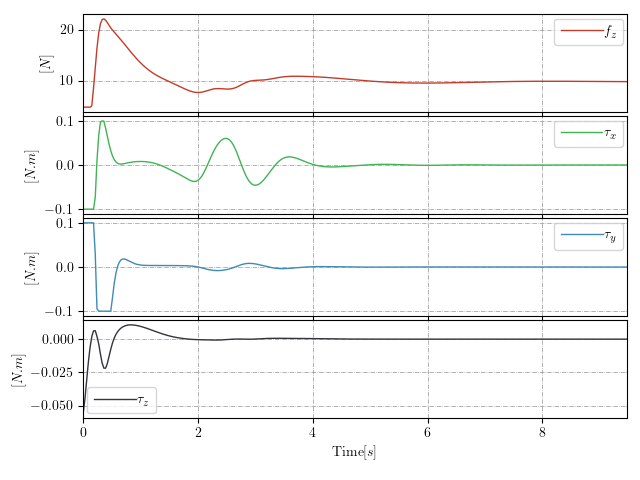 20
10
[N]
f_z
0.1
0.0
−0.1
[N.m]
τ_x
0.1
0.0
−0.1
[N.m]
τ_y
0.000
−0.025
−0.050
[N.m]
τ_z
0 2 4 6 8
Time[s]